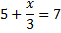 5 + x/3 = 7